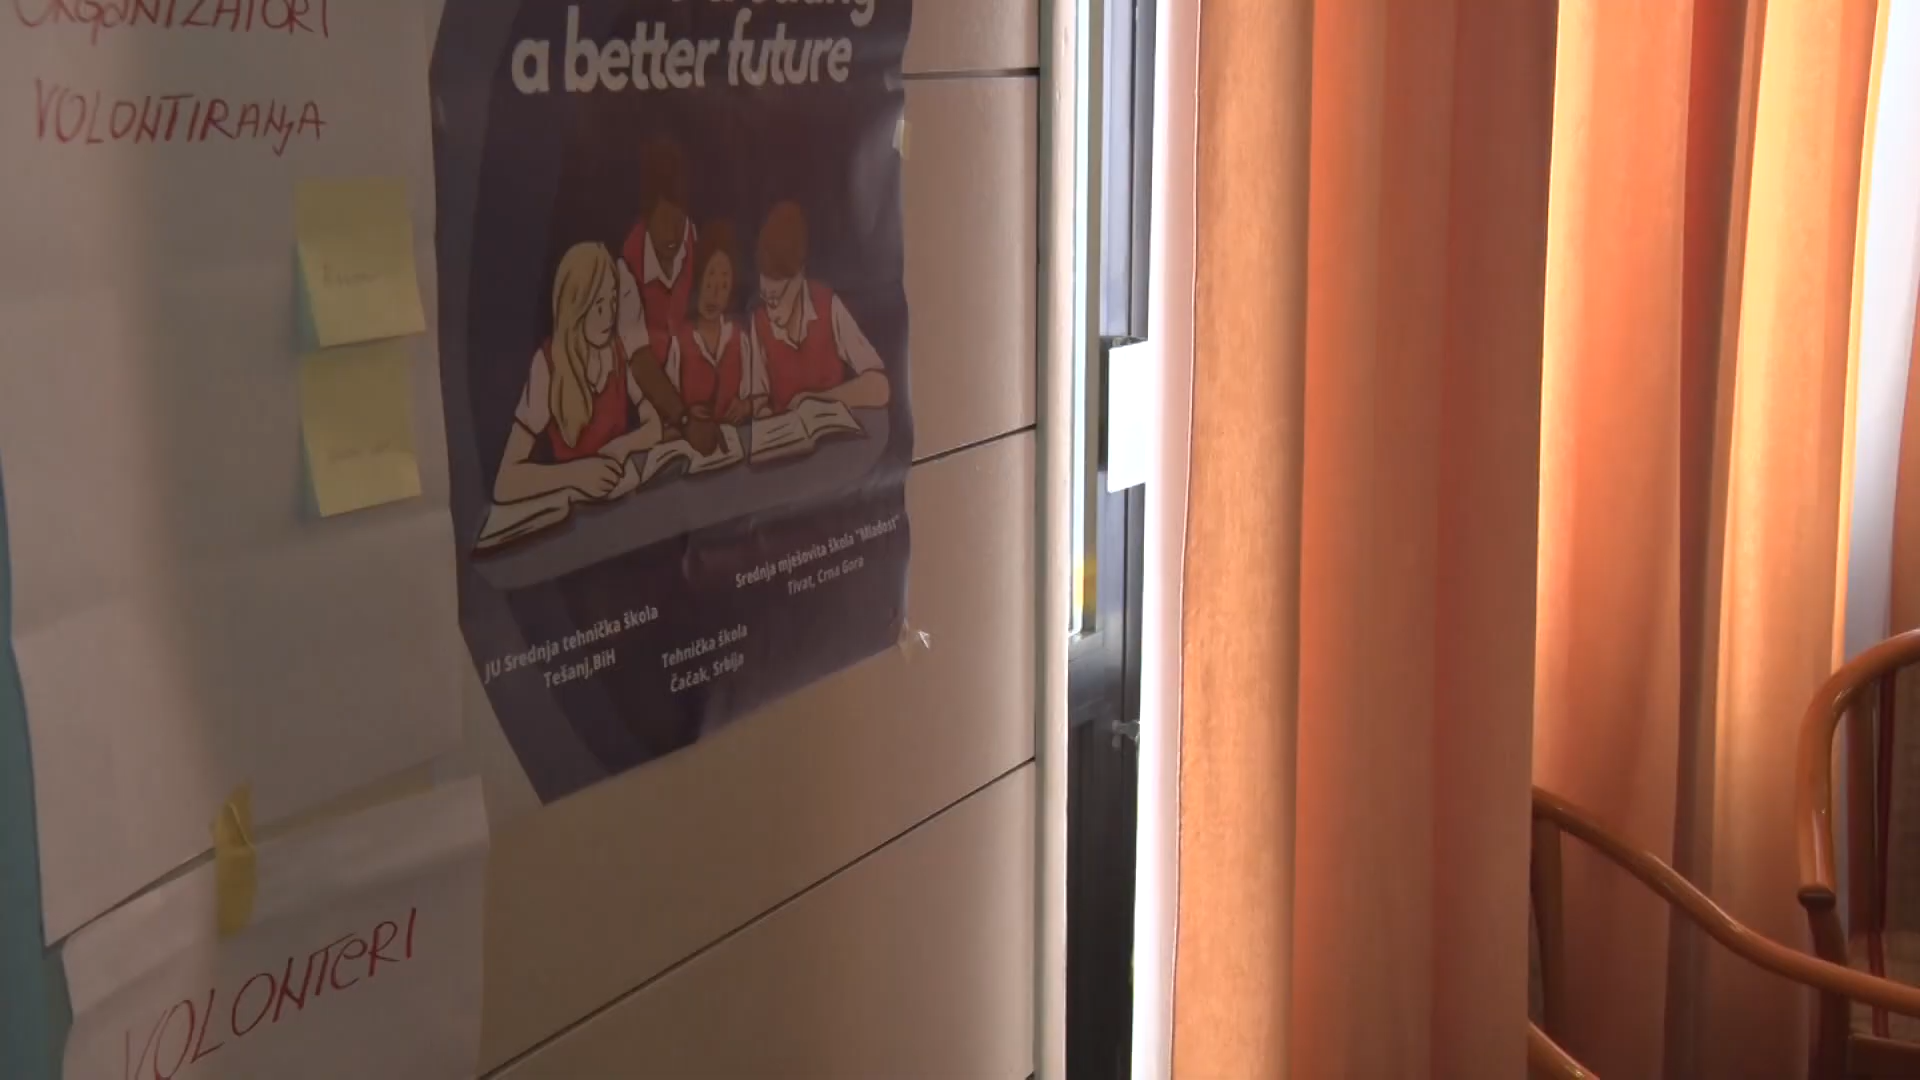 ORGANIZATORI
VOLONTIRANJA
a better future
Srednja mješovita škola "Mladost"
Tivat, Crna Gora
JU Srednja tehnička škola
Tešanj,BiH
Tehnička škola
Čačak, Srbija
VOLONTERI